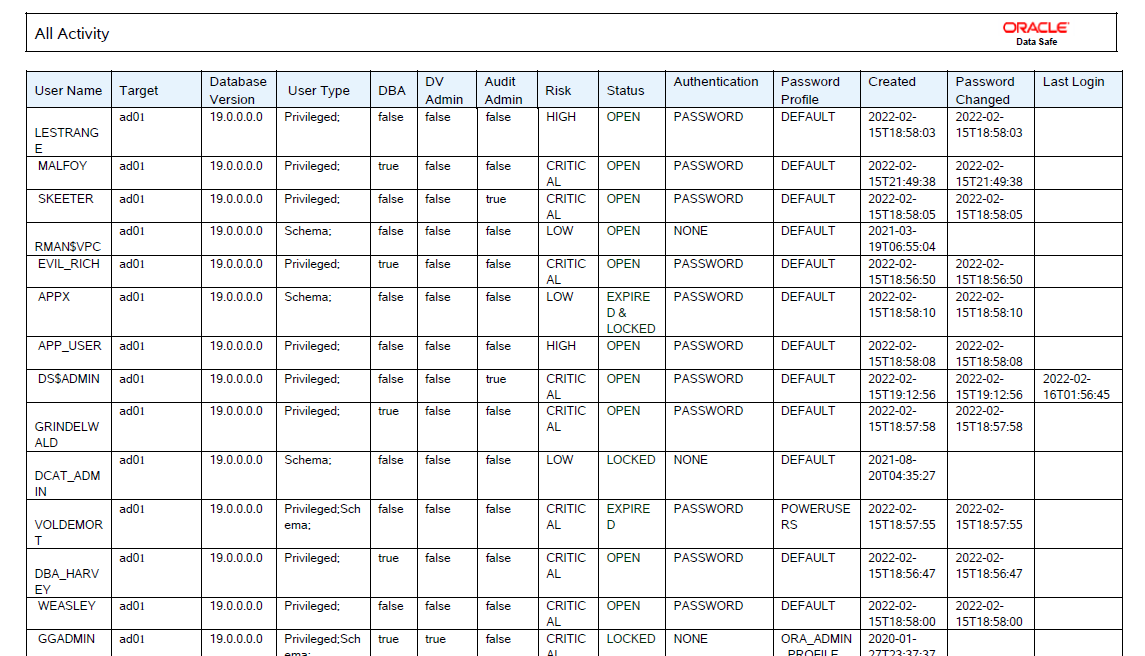 All Activity
ORACLE
Data Safe
User Name Target Database Version User Type DBA DV Admin Audit Admin Risk Status Authentication Password Profile Created Password Changed Last Login
LESTRANGE ad01 19.0.0.0.0 Privileged; false false false HIGH OPEN PASSWORD DEFAULT 2022-02-15T18:58:03 2022-02-15T18:58:03
MALFOY ad01 19.0.0.0.0 Privileged; true false false CRITICAL OPEN PASSWORD DEFAULT 2022-02-15T21:49:38 2022-02-15T21:49:38
SKEETER ad01 19.0.0.0.0 Privileged; false false true CRITICAL OPEN PASSWORD DEFAULT 2022-02-15T18:58:05 2022-02-15T18:58:05
RMAN$VPC ad01 19.0.0.0.0 Schema; false false false LOW OPEN NONE DEFAULT 2021-03-19T06:55:04
EVIL_RICH ad01 19.0.0.0.0 Privileged; true false false CRITICAL OPEN PASSWORD DEFAULT 2022-02-15T18:56:50 2022-02-15T18:56:50
APPX ad01 19.0.0.0.0 Schema; false false false LOW EXPIRED & LOCKED PASSWORD DEFAULT 2022-02-15T18:58:10 2022-02-15T18:58:10
APP_USER ad01 19.0.0.0.0 Privileged; false false false HIGH OPEN PASSWORD DEFAULT 2022-02-15T18:58:08 2022-02-15T18:58:08
DS$ADMIN ad01 19.0.0.0.0 Privileged; false false true CRITICAL OPEN PASSWORD DEFAULT 2022-02-15T19:12:56 2022-02-15T19:12:56 2022-02-16T01:56:45
GRINDELWALD ad01 19.0.0.0.0 Privileged; true false false CRITICAL OPEN PASSWORD DEFAULT 2022-02-15T18:57:58 2022-02-15T18:57:58
DCAT_ADMIN ad01 19.0.0.0.0 Schema; false false false LOW LOCKED NONE DEFAULT 2021-08-20T04:35:27
VOLDEMORT ad01 19.0.0.0.0 Privileged;Schema; false false false CRITICAL EXPIRED PASSWORD POWERUSERS 2022-02-15T18:57:55 2022-02-15T18:57:55
DBA_HARVEY ad01 19.0.0.0.0 Privileged; true false false CRITICAL OPEN PASSWORD DEFAULT 2022-02-15T18:56:47 2022-02-15T18:56:47
WEASLEY ad01 19.0.0.0.0 Privileged; false false false CRITICAL OPEN PASSWORD DEFAULT 2022-02-15T18:58:00 2022-02-15T18:58:00
GGADMIN ad01 19.0.0.0.0 Privileged;Schema; true true false CRITICAL LOCKED NONE ORA_ADMIN_PROFILE 2020-01-27T23:37:37